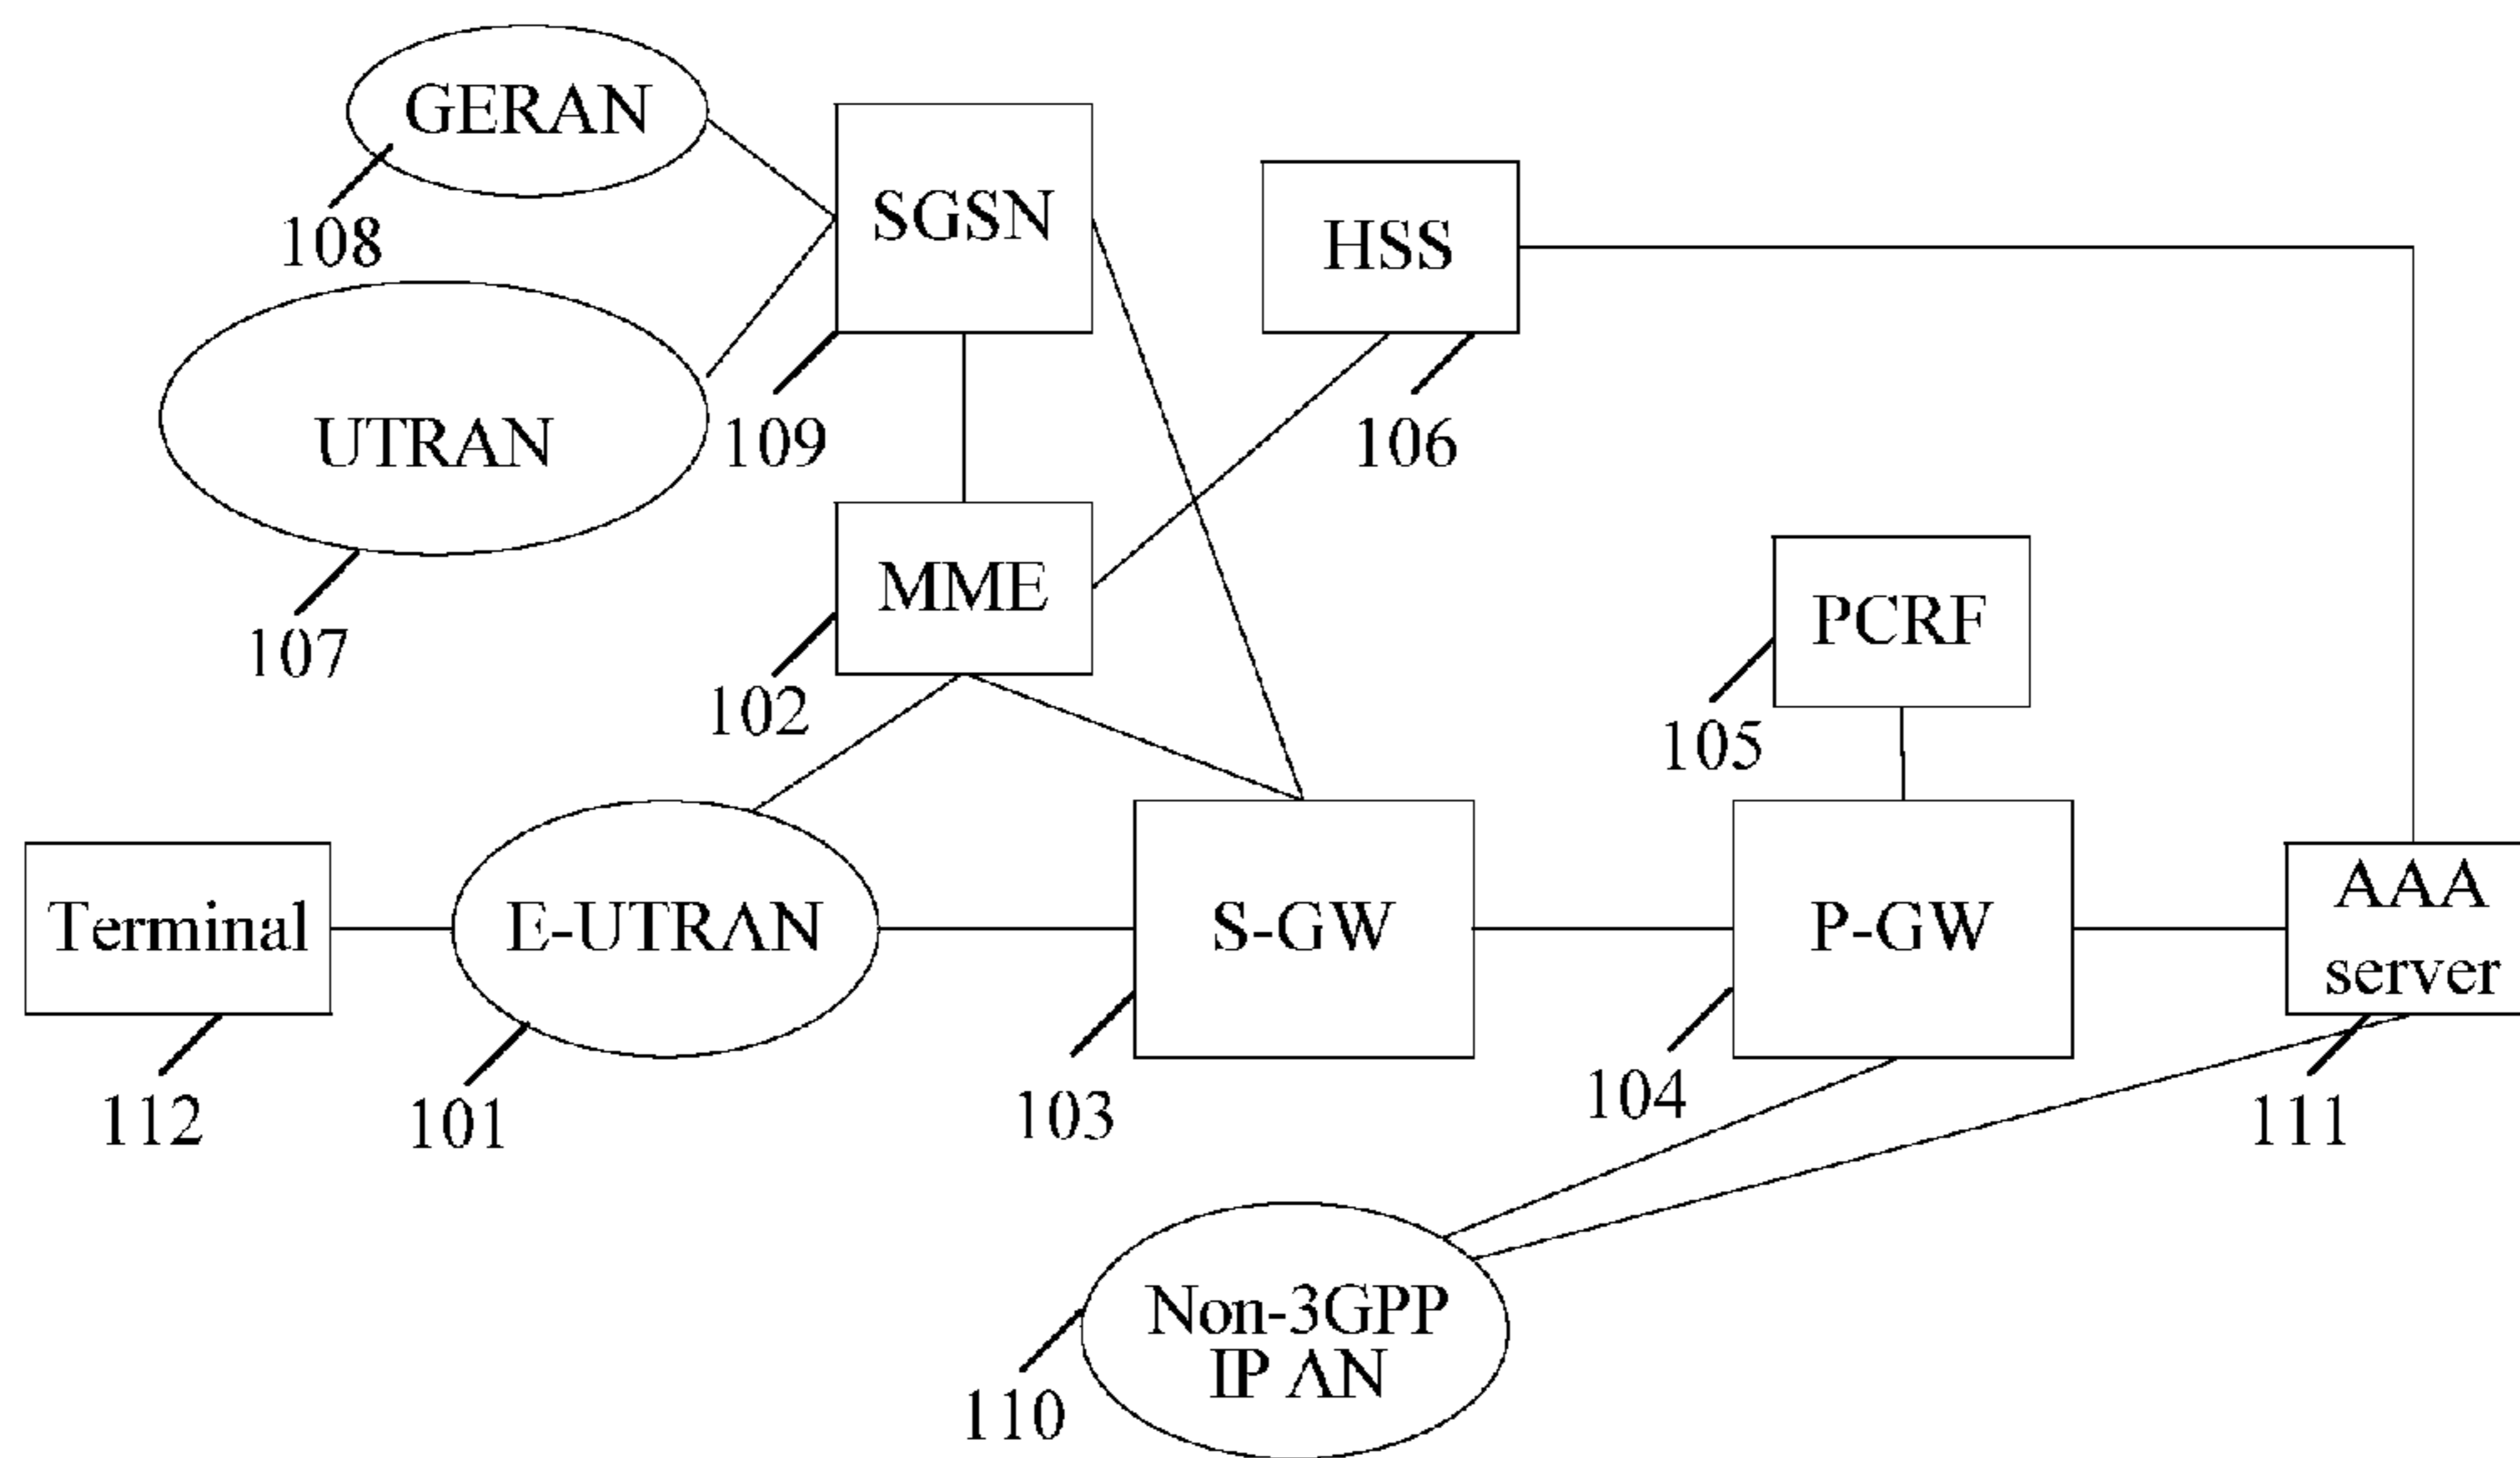 GERAN
108
SGSN
HSS
UTRAN
109
106
107
MME
102
PCRF
105
Terminal
E-UTRAN
S-GW
P-GW
AAA
server
112
101
103
104
111
Non-3GPP
IP AN
110